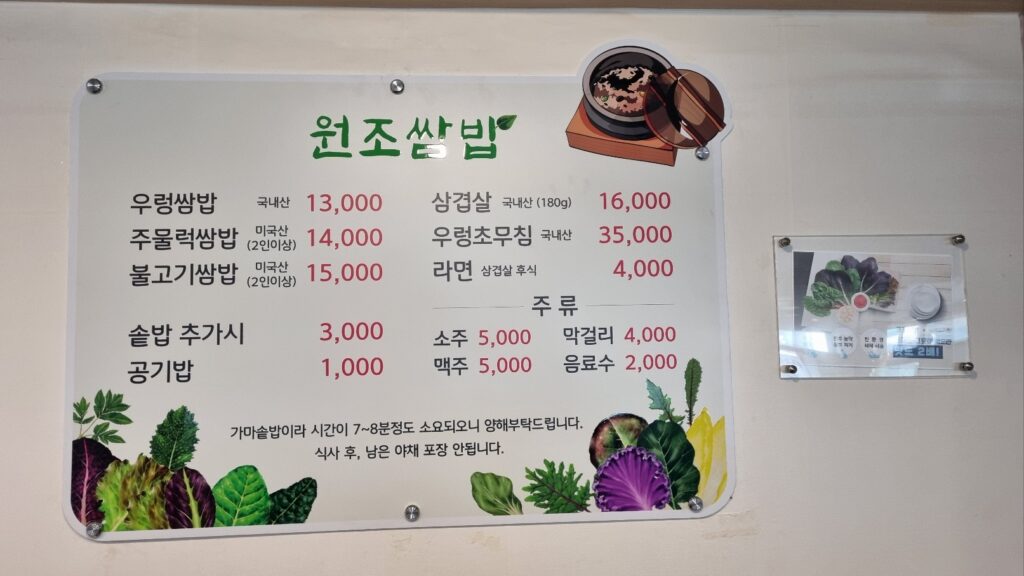 원조쌈밥
우렁쌈밥 국내산 13,000
주물럭쌈밥 미국산 (2인이상) 14,000
불고기쌈밥 미국산 (2인이상) 15,000
솥밥 추가시 3,000
공기밥 1,000
삼겹살 국내산 (180g) 16,000
우렁초무침 국내산 35,000
라면 삼겹살 후식 4,000
주 류
소주 5,000 막걸리 4,000
맥주 5,000 음료수 2,000
가마솥밥이라 시간이 7~8분정도 소요되오니 양해부탁드립니다.
식사 후, 남은 야채 포장 안됩니다.